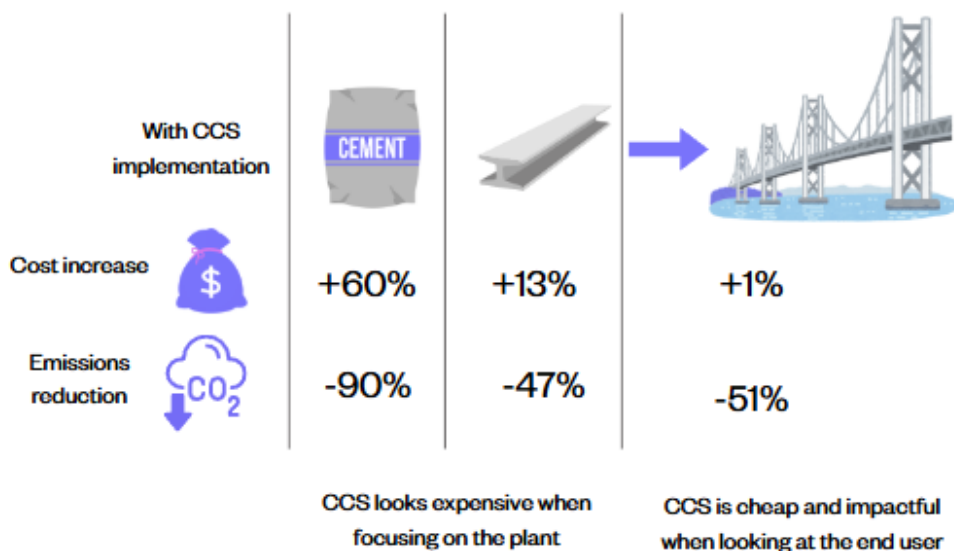 With CCS
implementation
CEMENT
Cost increase
$
+60%
+13%
+1%
Emissions
reduction
CO2
-90%
-47%
-51%
CCS looks expensive when
focusing on the plant
CCS is cheap and impactful
when looking at the end user